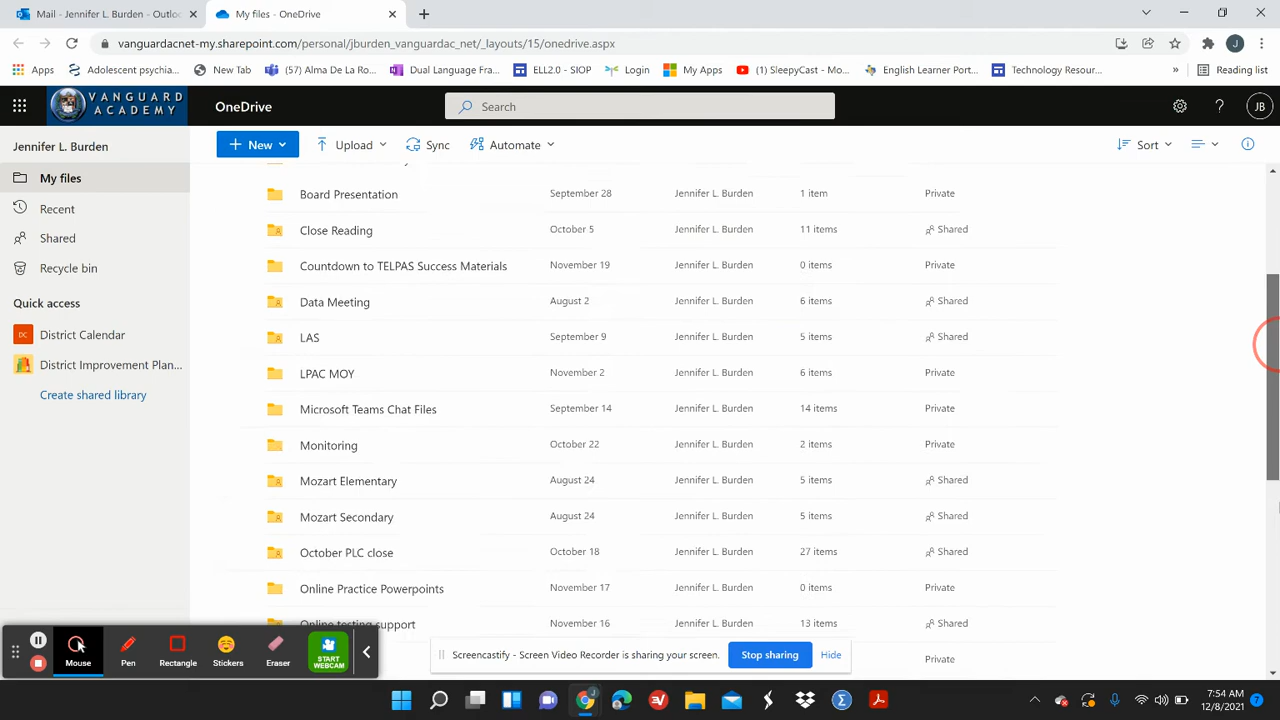 Mail - Jennifer L. Burden - Outloo
My files - OneDrive
vanguardacnet-my.sharepoint.com/personal/jburden_vanguardac_net/_layouts/15/onedrive.aspx
Apps
Adolescent psychia...
New Tab
(57) Alma De La Ro...
Dual Language Fra...
ELL2.0 - SIOP
Login
My Apps
(1) SleepyCast - Mo...
English Learner Port...
Technology Resour...
»
Reading list
VANGUARD ACADEMY
OneDrive
Search
JB
Jennifer L. Burden
New
Upload
Sync
Automate
Sort
My files
Recent
Shared
Recycle bin
Quick access
DC District Calendar
District Improvement Plan...
Create shared library
Board Presentation September 28 Jennifer L. Burden 1 item Private
Close Reading October 5 Jennifer L. Burden 11 items Shared
Countdown to TELPAS Success Materials November 19 Jennifer L. Burden 0 items Private
Data Meeting August 2 Jennifer L. Burden 6 items Shared
LAS September 9 Jennifer L. Burden 5 items Shared
LPAC MOY November 2 Jennifer L. Burden 6 items Private
Microsoft Teams Chat Files September 14 Jennifer L. Burden 14 items Private
Monitoring October 22 Jennifer L. Burden 2 items Private
Mozart Elementary August 24 Jennifer L. Burden 5 items Shared
Mozart Secondary August 24 Jennifer L. Burden 5 items Shared
October PLC close October 18 Jennifer L. Burden 27 items Shared
Online Practice Powerpoints November 17 Jennifer L. Burden 0 items Private
Online testing support November 16 Jennifer L. Burden 13 items Shared
Private
Mouse
Pen
Rectangle
Stickers
Eraser
START WEBCAM
Screencastify - Screen Video Recorder is sharing your screen.
Stop sharing
Hide
7:54 AM
12/8/2021
7